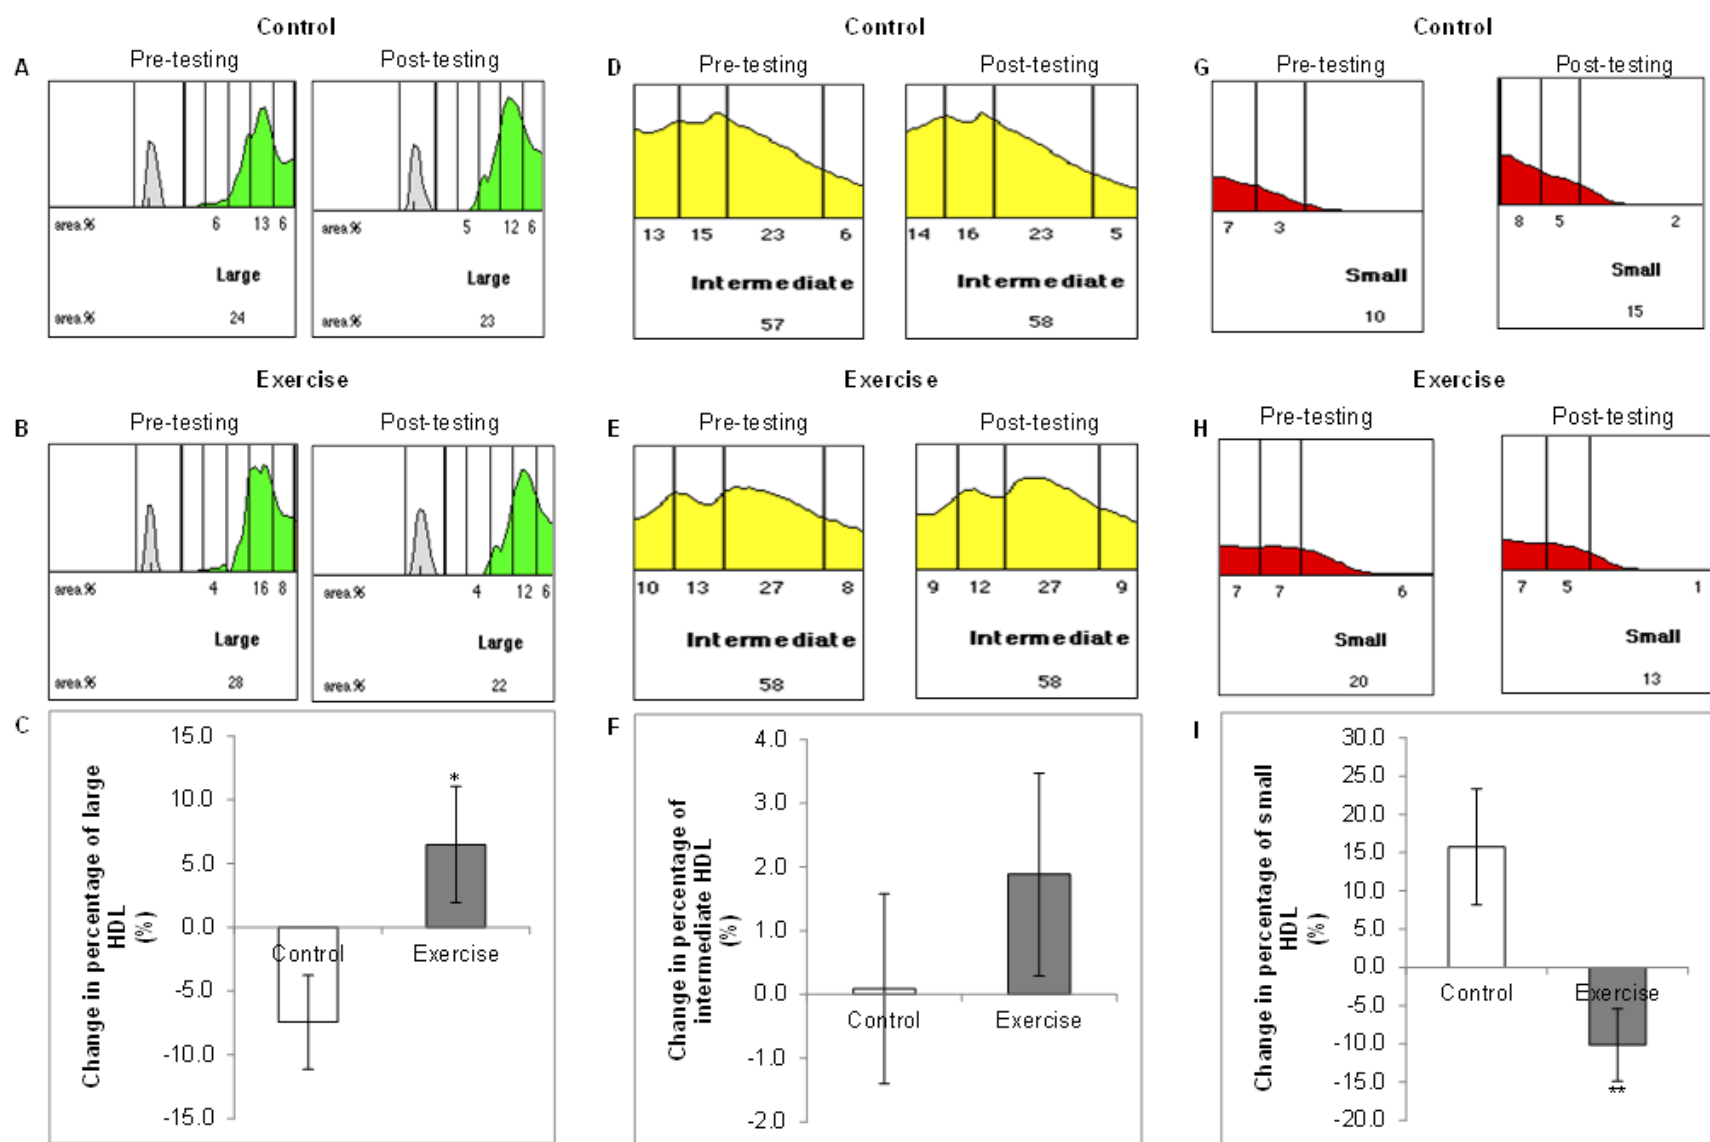 Control
Pre-testing Post-testing
A
area.% 6 13 6
Large
area.% 24
5 12 6
area.%
Large
area.% 23
Exercise
Pre-testing Post-testing
B
area.% 4 16 8
Large
area.% 28
area.% 4 12 6
Large
area.% 22
C
Change in percentage of large
HDL
(%)
15.0
10.0
5.0
0.0
-5.0
-10.0
-15.0
*
Control Exercise
Control
Pre-testing Post-testing
D
13 15 23 6
Intermediate
57
14 16 23 5
Intermediate
58
Exercise
Pre-testing Post-testing
E
10 13 27 8
Intermediate
58
9 12 27 9
Intermediate
58
F
Change in percentage of
intermediate HDL
(%)
4.0
3.0
2.0
1.0
0.0
-1.0
-2.0
Control Exercise
Control
Pre-testing Post-testing
G
7 3
Small
10
8 5 2
Small
15
Exercise
Pre-testing Post-testing
H
7 7 6
Small
20
7 5 1
Small
13
I
Change in percentage of small
HDL
(%)
30.0
25.0
20.0
15.0
10.0
5.0
0.0
-5.0
-10.0
-15.0
-20.0
Control Exercise
**